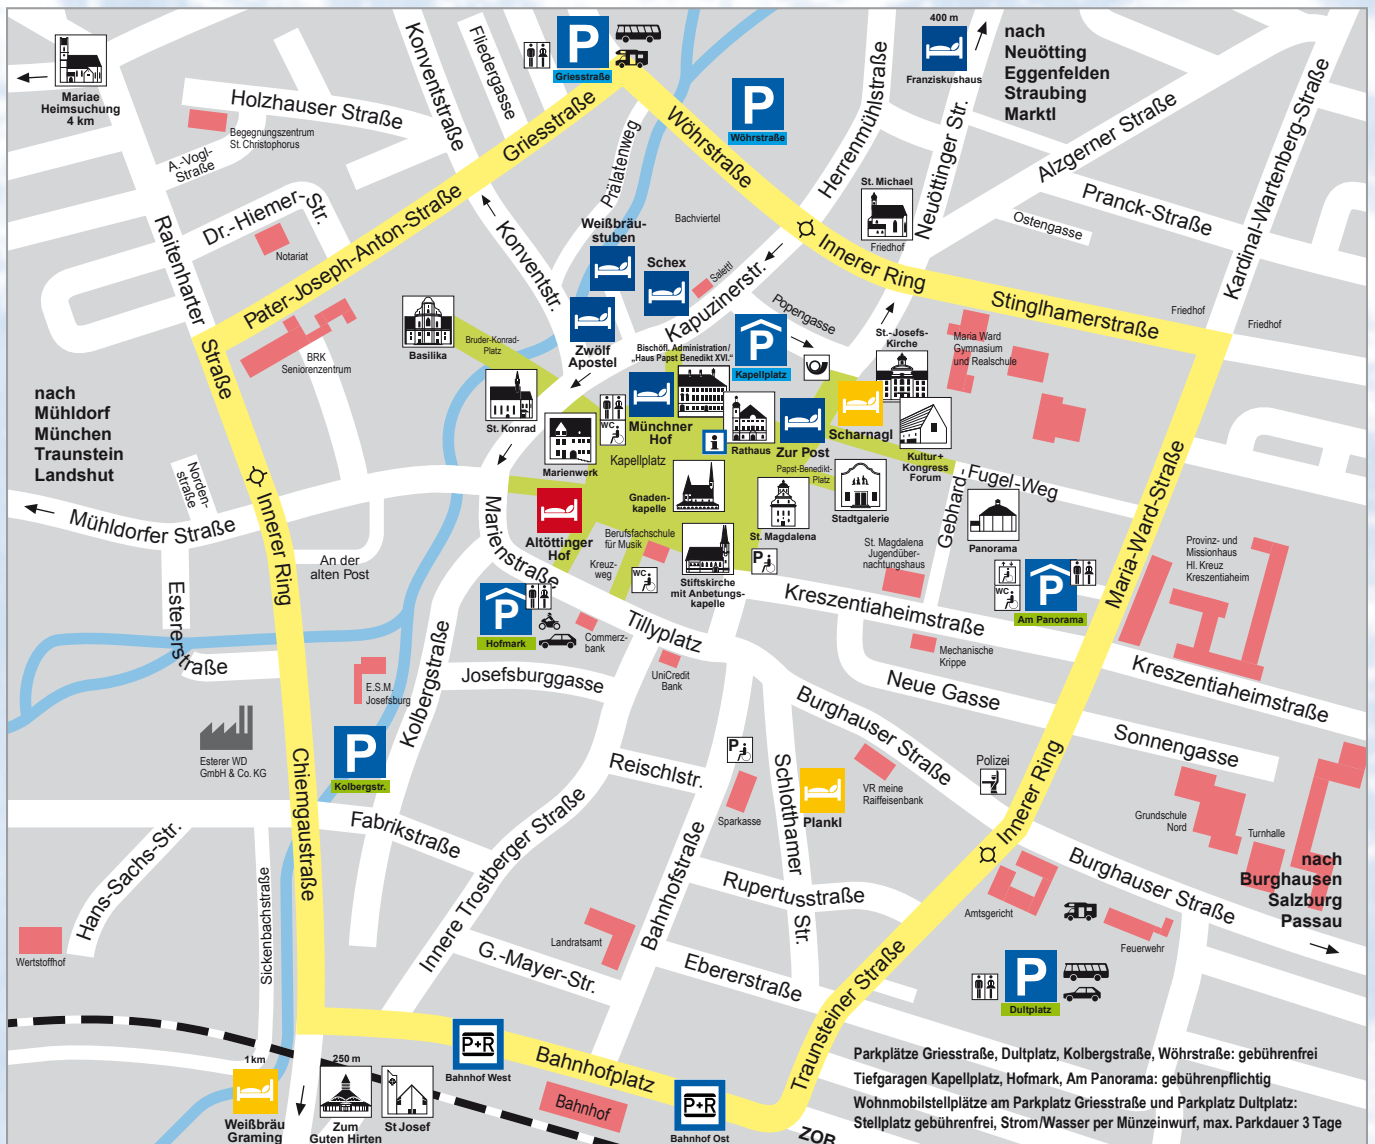 Mariae
Heimsuchung
4 km
Holzhauser Straße
Begegnungszentrum
St. Christophorus
A.-Vogl-
Straße
Dr.-Hiemer-Str.
Notariat
Raitenharter
Straße
Konventstraße
Fliedergasse
P
Griesstraße
Griesstraße
Pater-Joseph-Anton-Straße
Prälatenweg
Wöhrstraße
P
Wöhrstraße
Herrenmühlstraße
400 m
Franziskushaus
nach
Neuötting
Eggenfelden
Straubing
Marktl
Neuöttinger Str.
Alzgerner Straße
Pranck-Straße
Ostengasse
Kardinal-Wartenberg-Straße
St. Michael
Friedhof
Bachviertel
Weißbräu-
stuben
Schex
Salettl
Konventstr.
Kapuzinerstr.
Innerer Ring
Stinglhamerstraße
Friedhof
Friedhof
Popengasse
Basilika
Bruder-Konrad-
Platz
Zwölf
Apostel
Bischöfl. Administration/
„Haus Papst Benedikt XVI.“
P
Kapellplatz
St.-Josefs-
Kirche
Maria Ward
Gymnasium
und Realschule
BRK
Seniorenzentrum
nach
Mühldorf
München
Traunstein
Landshut
St. Konrad
WC
Münchner
Hof
Rathaus
i
Zur Post
Scharnagl
Kultur+
Kongress
Forum
Marienwerk
Kapellplatz
Papst-Benedikt-
Platz
Gnaden-
kapelle
St. Magdalena
Stadtgalerie
Gebhard-Fugel-Weg
Panorama
Maria-Ward-Straße
Norden-
straße
Mühldorfer Straße
Innerer Ring
An der
alten Post
Marienstraße
Altöttinger
Hof
Berufsfachschule
für Musik
Kreuz-
weg
WC
Stiftskirche
mit Anbetungs-
kapelle
P
St. Magdalena
Jugendüber-
nachtungshaus
WC
P
Am Panorama
Provinz- und
Missionhaus
Hl. Kreuz
Kreszentiaheim
Estererstraße
P
Hofmark
Commerz-
bank
Tillyplatz
Kreszentiaheimstraße
Mechanische
Krippe
Kreszentiaheimstraße
E.S.M.
Josefsburg
Kolbergstraße
Josefsburggasse
UniCredit
Bank
Neue Gasse
Sonnengasse
Burghauser Straße
Esterer WD
GmbH & Co. KG
P
Kolbergstr.
Chiemgaustraße
Reischlstr.
P
Sparkasse
Schlotthamer
Str.
Plankl
VR meine
Raiffeisenbank
Polizei
Innerer Ring
Grundschule
Nord
Turnhalle
Fabrikstraße
Innere Trostberger Straße
Bahnhofstraße
Rupertusstraße
Burghauser Straße
nach
Burghausen
Salzburg
Passau
Hans-Sachs-Str.
Sickenbachstraße
Wertstoffhof
Landratsamt
G.-Mayer-Str.
Ebererstraße
Amtsgericht
Feuerwehr
P
Dultplatz
Traunsteiner Straße
1 km
Weißbräu
Graming
250 m
Zum
Guten Hirten
St Josef
P+R
Bahnhof West
Bahnhofplatz
Bahnhof
P+R
Bahnhof Ost
ZOB
Parkplätze Griesstraße, Dultplatz, Kolbergstraße, Wöhrstraße: gebührenfrei
Tiefgaragen Kapellplatz, Hofmark, Am Panorama: gebührenpflichtig
Wohnmobilstellplätze am Parkplatz Griesstraße und Parkplatz Dultplatz:
Stellplatz gebührenfrei, Strom/Wasser per Münzeinwurf, max. Parkdauer 3 Tage